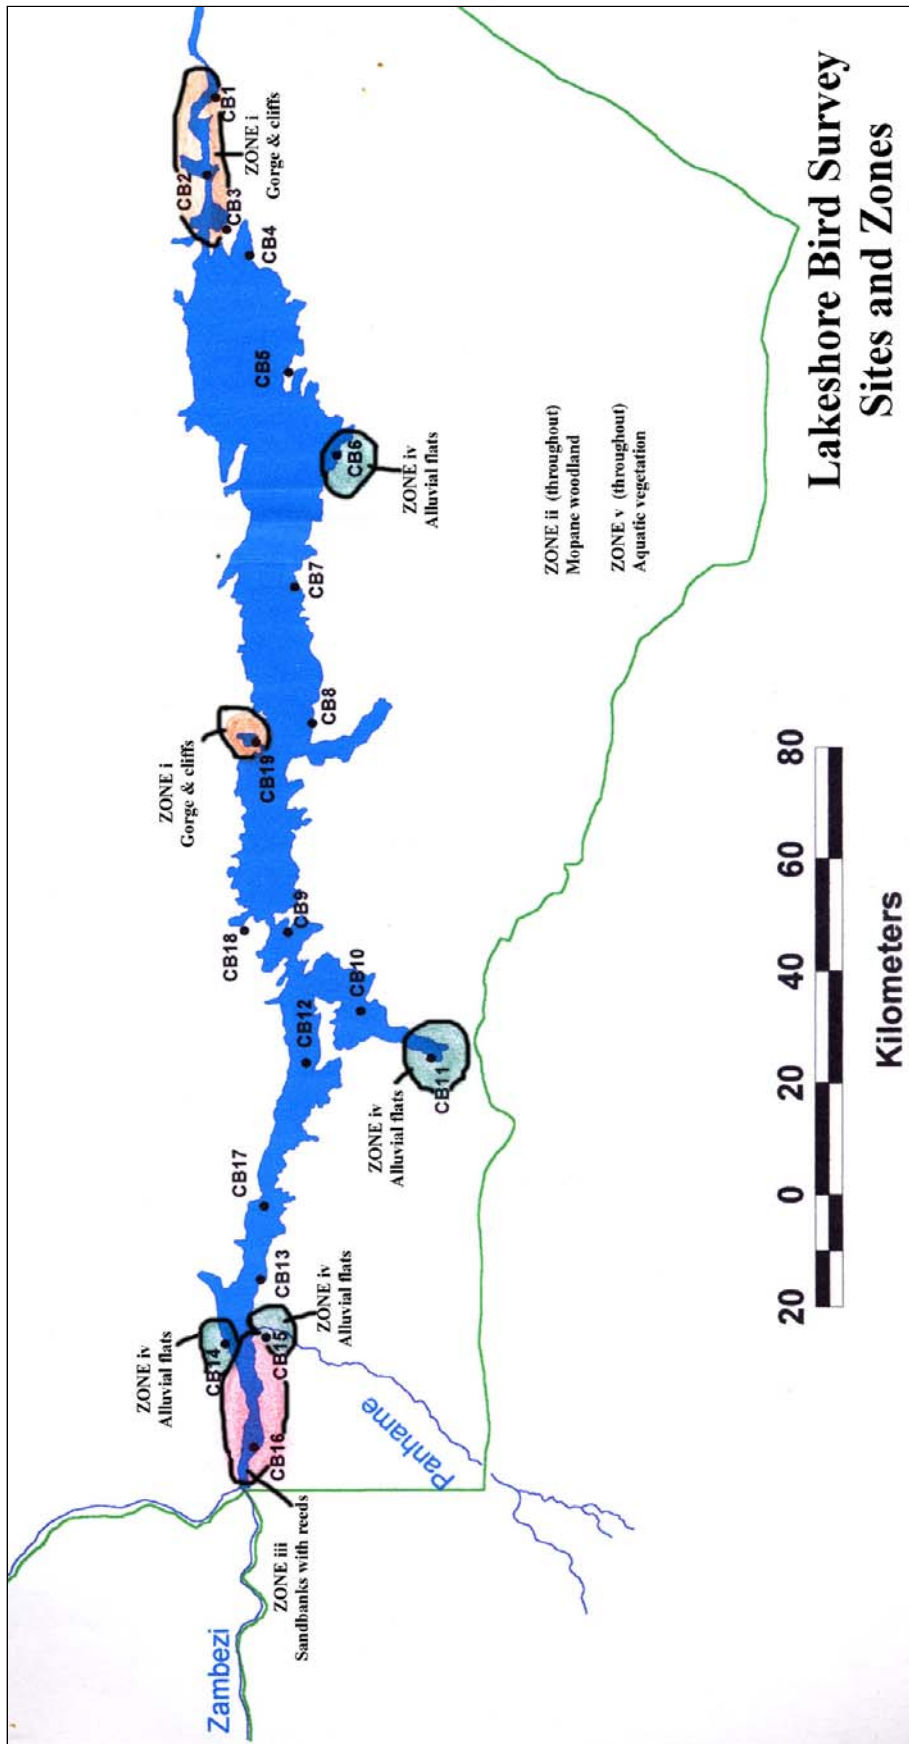 Lakeshore Bird Survey
Sites and Zones
ZONE i
Gorge & cliffs
CB1
CB2
CB3
CB4
CB5
CB6
ZONE iv
Alluvial flats
CB7
CB8
ZONE i
Gorge & cliffs
CB19
CB18
CB9
CB10
CB12
CB11
ZONE iv
Alluvial flats
CB17
CB13
ZONE iv
Alluvial flats
CB14
CB15
ZONE iv
Alluvial flats
CB16
ZONE iii
Sandbanks with reeds
Zambezi
Panhame
ZONE ii (throughout)
Mopane woodland
ZONE v (throughout)
Aquatic vegetation
20 0 20 40 60 80
Kilometers